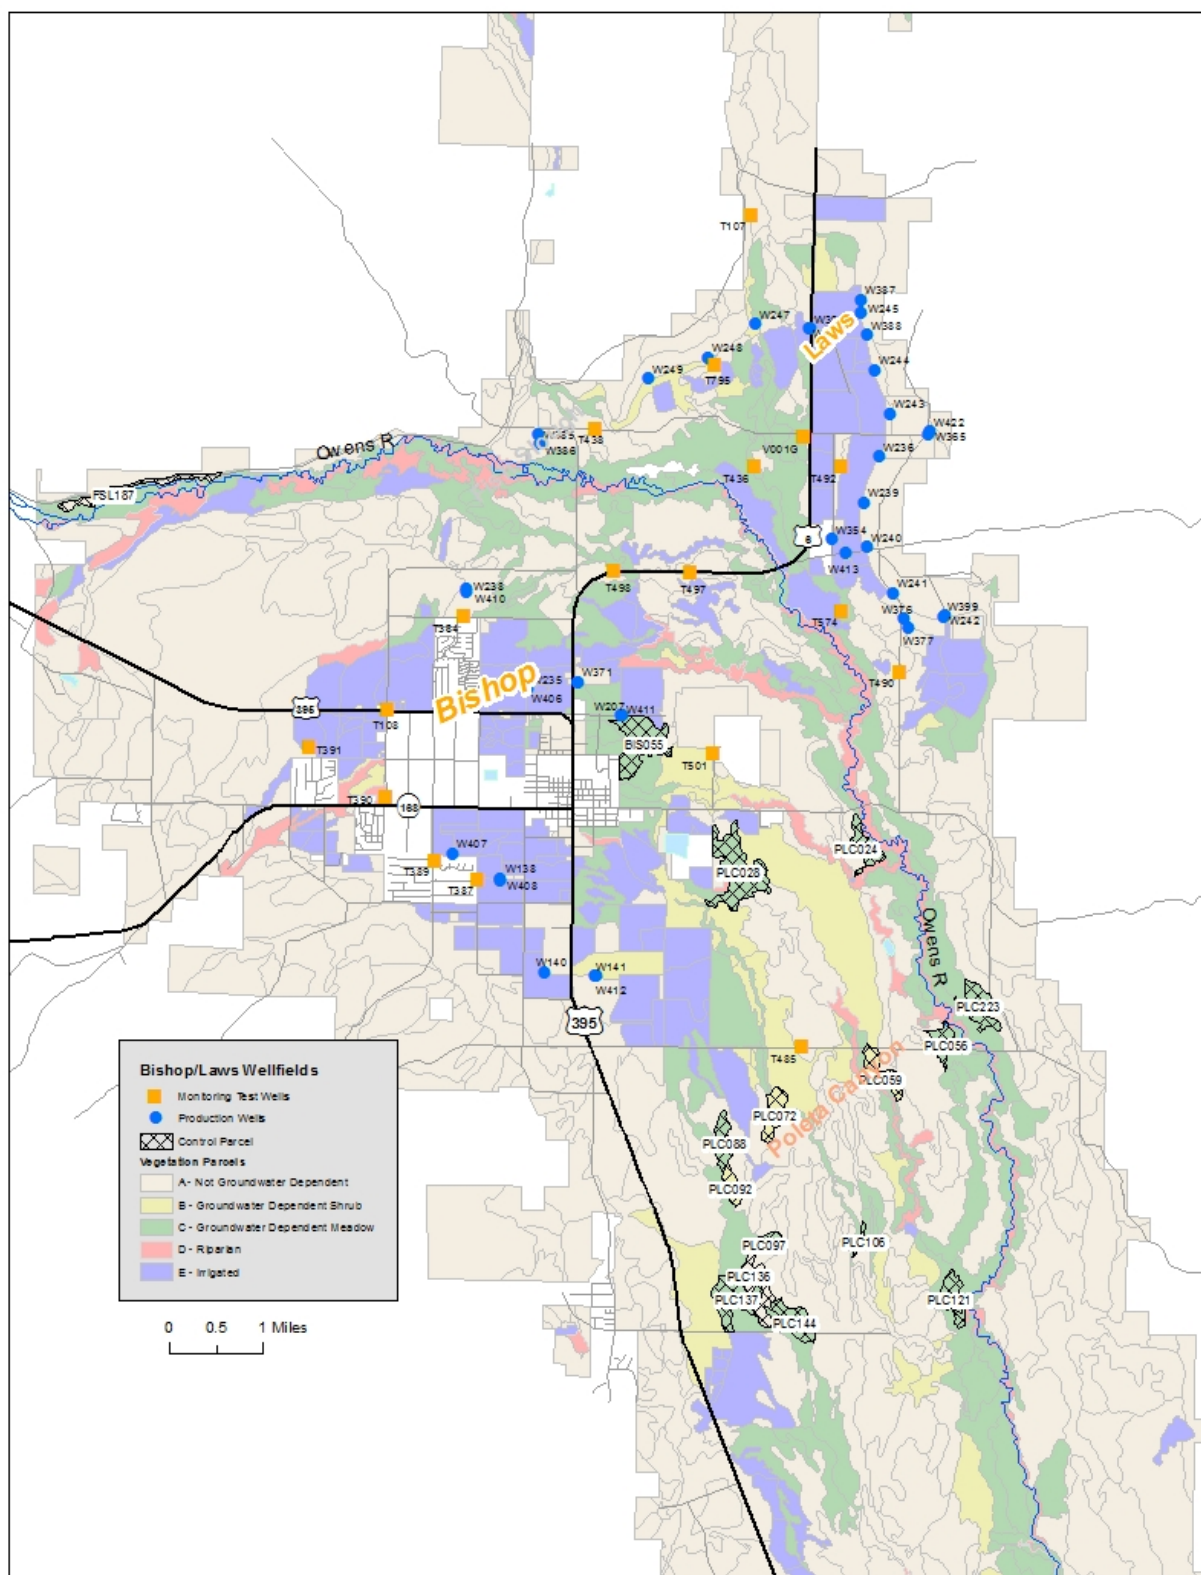 T107
W387
W247
W245
W388
Laws
W248
T795
W244
W249
W243
W422
W365
Owens R
T438
W386
V001G
W236
T436
T492
FSL187
W239
6
W354
W240
W413
W238
W410
T498
T497
W241
W376
W399
W242
T384
T574
W377
Bishop
W235
W371
W406
T490
395
T108
W207
W411
BIS055
T391
T501
T390
168
PLC024
W407
T389
W138
PLC028
T387
W408
Owens R
W140
W141
W412
PLC223
395
PLC056
T485
PLC059
Poleta Canyon
PLC072
PLC088
PLC092
PLC097
PLC106
PLC136
PLC137
PLC121
PLC144
Bishop/Laws Wellfields
Monitoring Test Wells
Production Wells
Control Parcel
Vegetation Parcels
A - Not Groundwater Dependent
B - Groundwater Dependent Shrub
C - Groundwater Dependent Meadow
D - Riparian
E - Irrigated
0 0.5 1 Miles